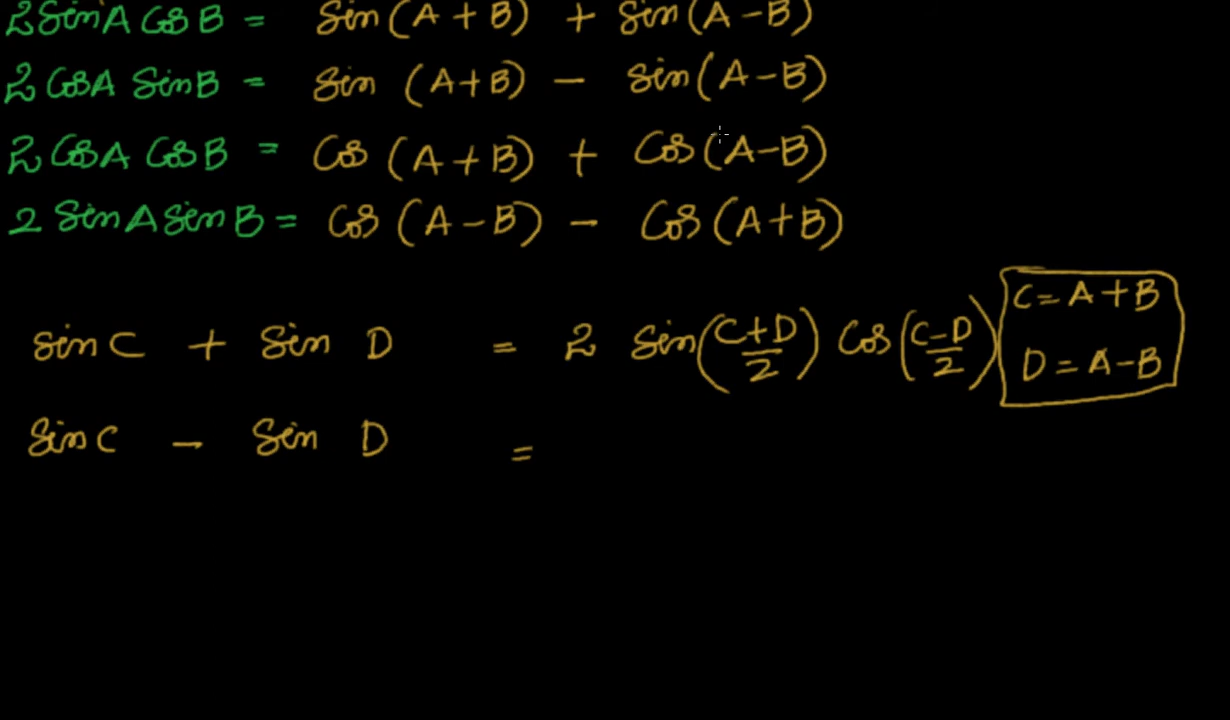 2 Sin A Cos B = Sin (A + B) + Sin (A - B)
2 Cos A Sin B = Sin (A + B) - Sin (A - B)
2 Cos A Cos B = Cos (A + B) + Cos (A - B)
2 Sin A Sin B = Cos (A - B) - Cos (A + B)
Sin C + Sin D = 2 Sin (C+D/2) Cos (C-D/2)
C = A + B
D = A - B
Sin C - Sin D =